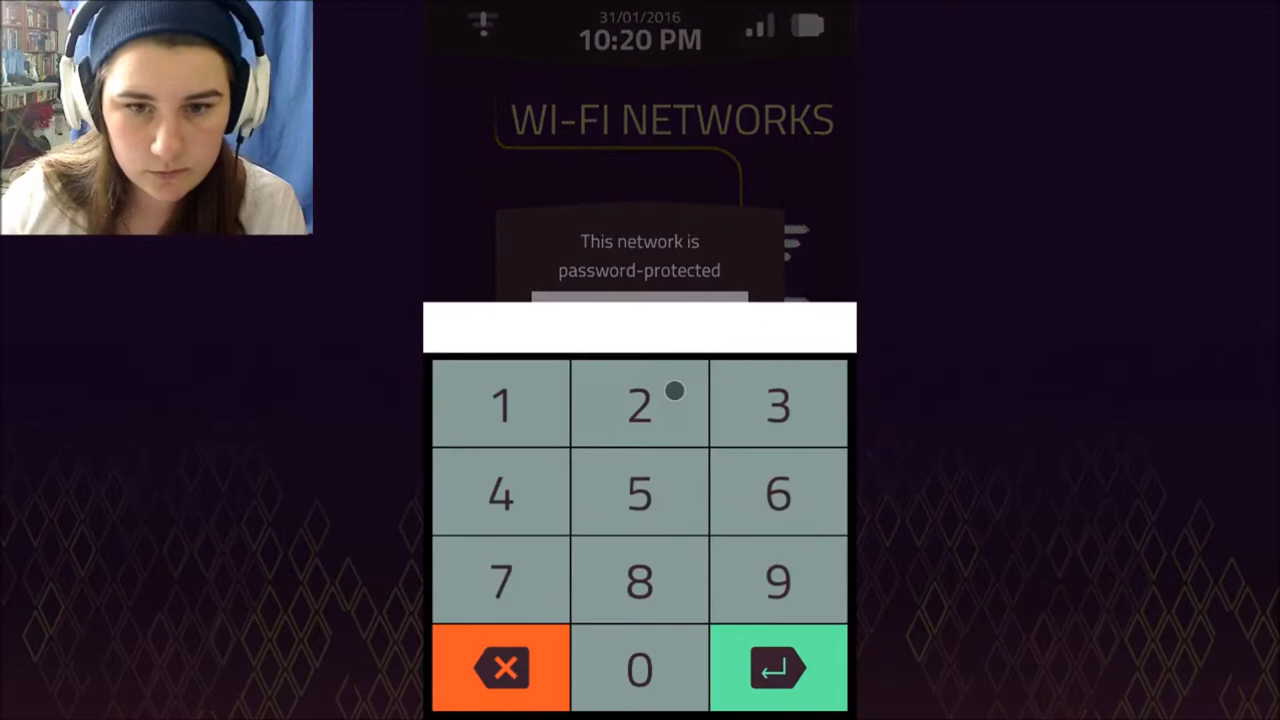 31/01/2016
10:20 PM
WI-FI NETWORKS
This network is
password-protected
1 2 3
4 5 6
7 8 9
0